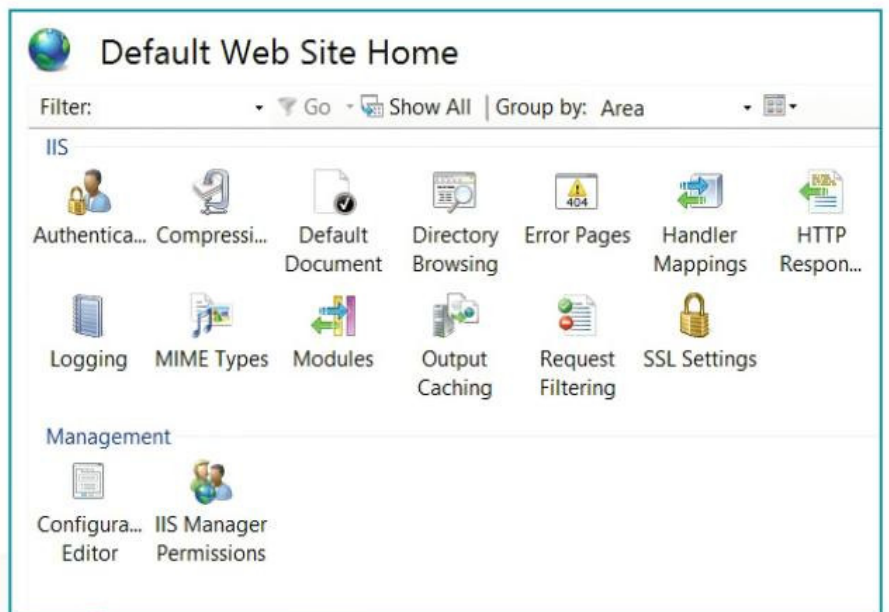 Default Web Site Home
Filter: Go Show All Group by: Area
IIS
Authentica... Compressi... Default Document Directory Browsing Error Pages Handler Mappings HTTP Respon...
404
Logging MIME Types Modules Output Caching Request Filtering SSL Settings
Management
Configura... Editor IIS Manager Permissions